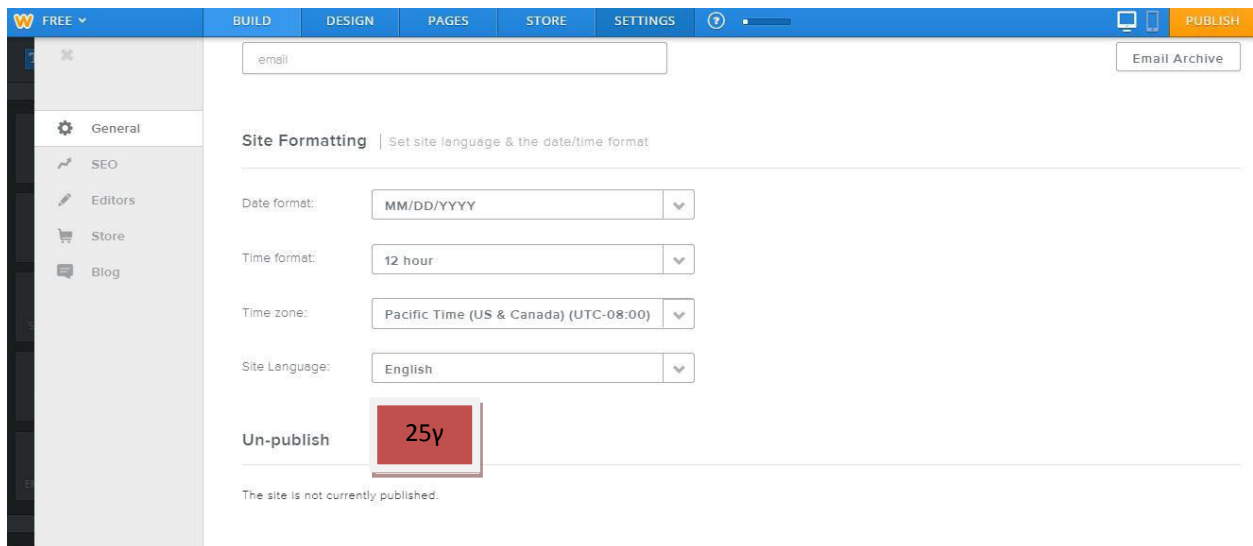 FREE BUILD DESIGN PAGES STORE SETTINGS ? PUBLISH
email
Email Archive
General
SEO
Editors
Store
Blog
Site Formatting | Set site language & the date/time format
Date format: MM/DD/YYYY
Time format: 12 hour
Time zone: Pacific Time (US & Canada) (UTC-08:00)
Site Language: English
Un-publish
25γ
The site is not currently published.